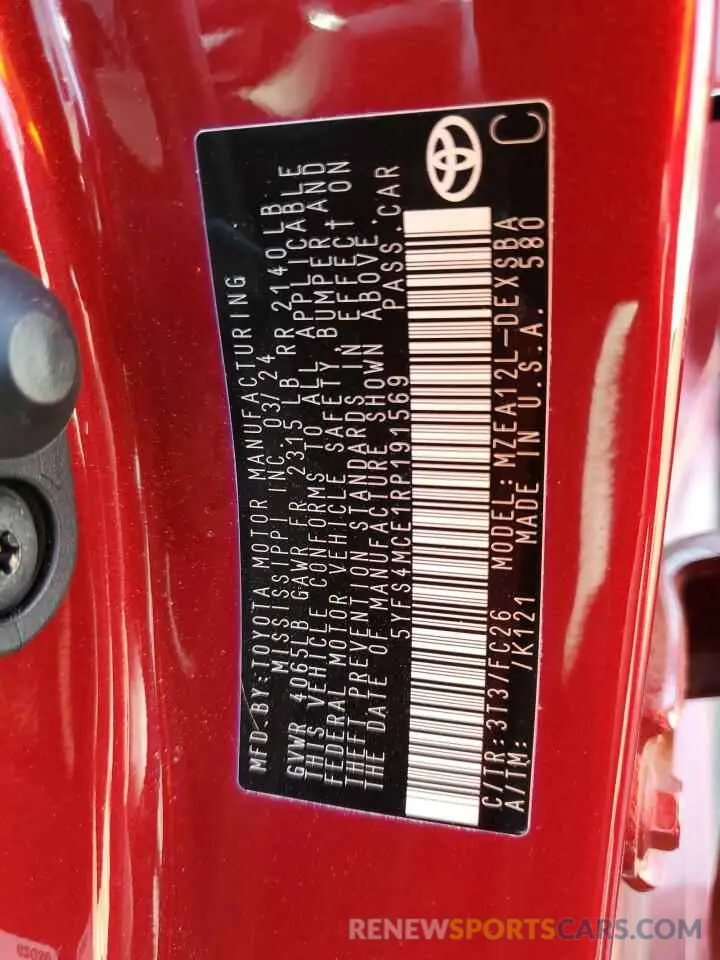 MFD.BY:TOYOTA MOTOR MANUFACTURING
MISSISSIPPI INC. 03/24
GVWR 4065LB GAWR FR 2315 LB RR 2140LB
THIS VEHICLE CONFORMS TO ALL APPLICABLE
FEDERAL MOTOR VEHICLE SAFETY BUMPER, AND
THEFT PREVENTION STANDARDS IN EFFECT ON
THE DATE OF MANUFACTURE SHOWN ABOVE.
5YFS4MCE1RP191569 PASS.CAR
C/TR:3T3/FC26 MODEL:MZEA12L-DEXSBA
A/TM: /K121 MADE IN U.S.A. 580
C
RENEWSPORTSCARS.COM